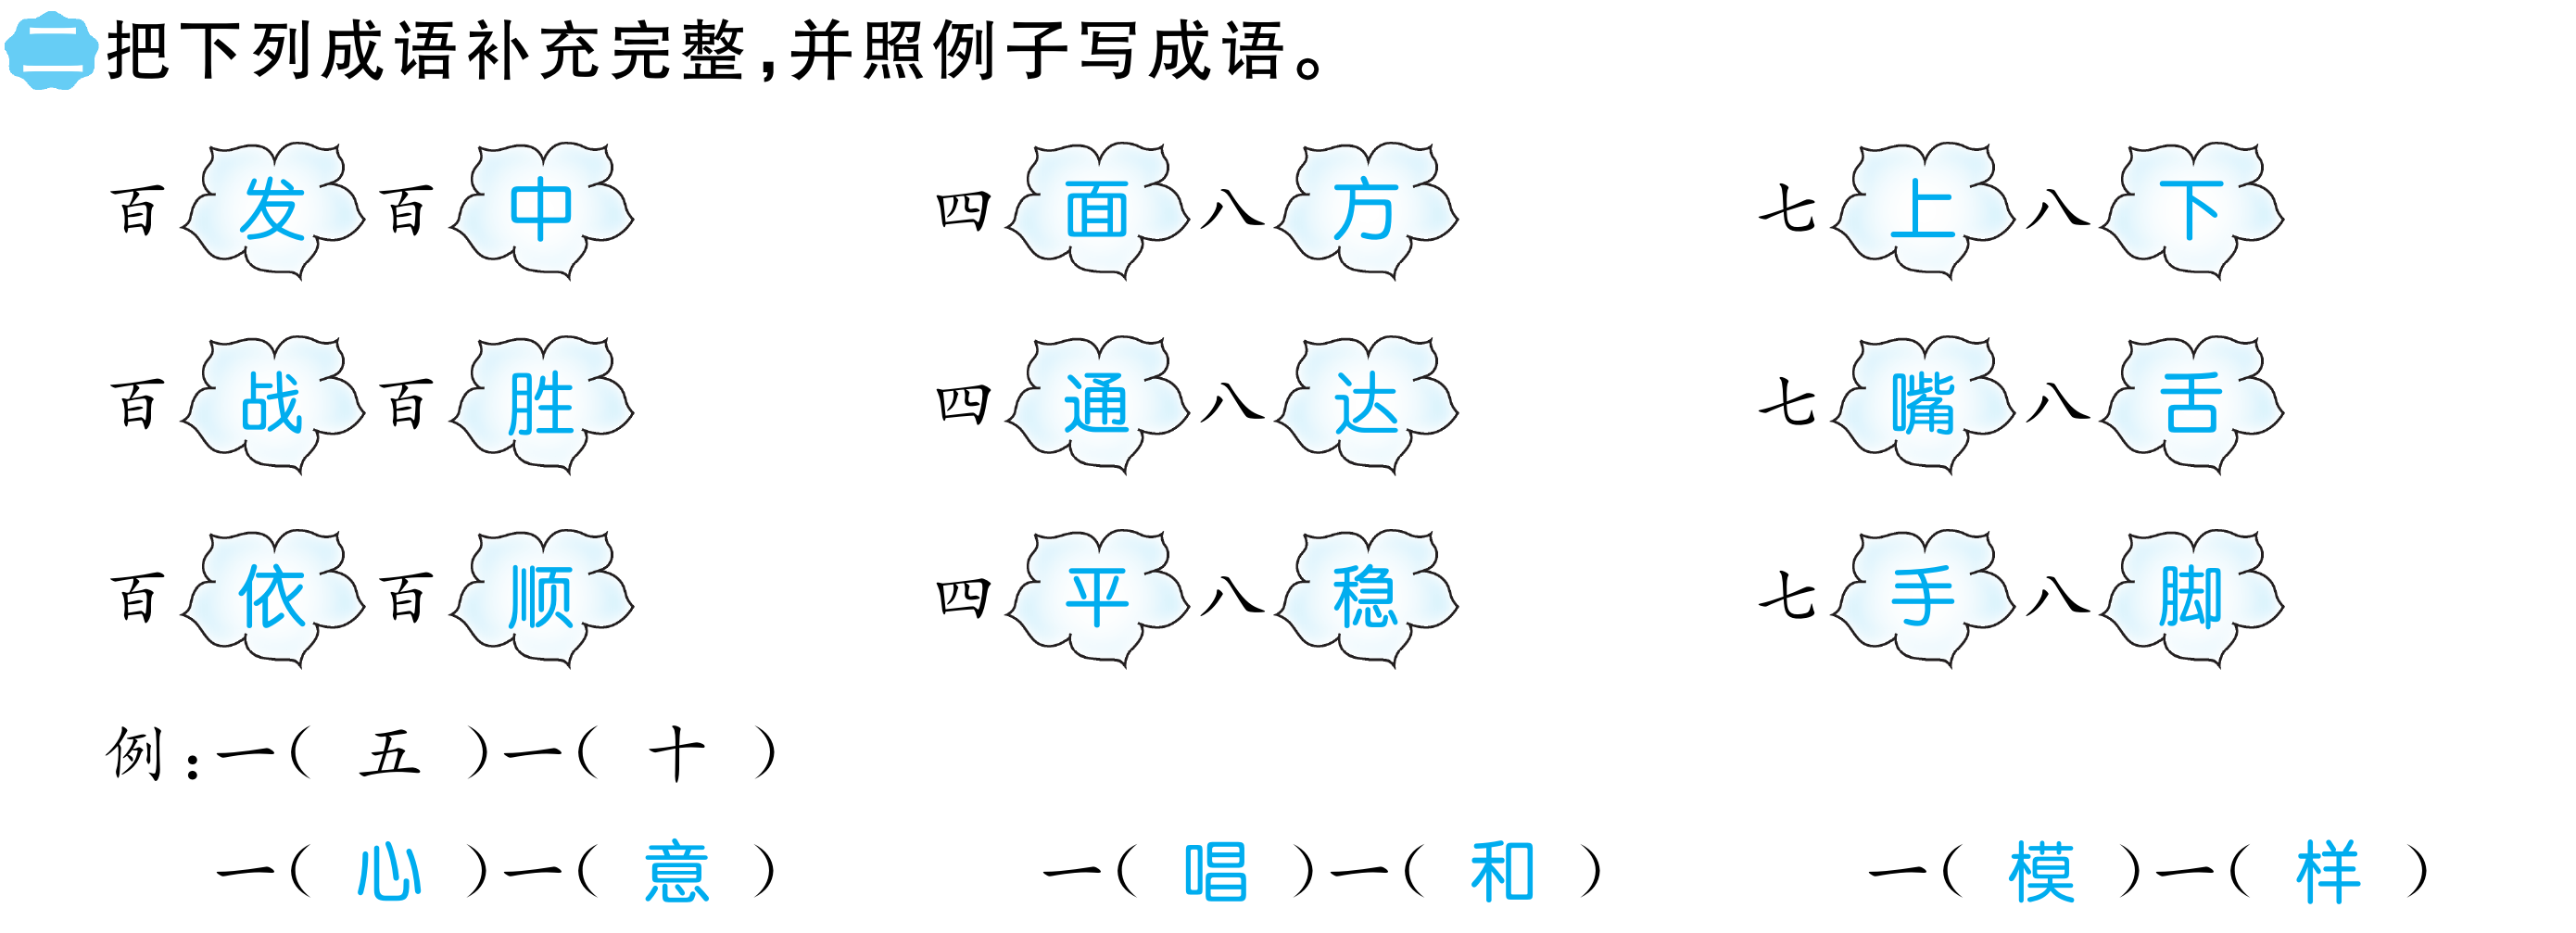 二 把下列成语补充完整,并照例子写成语。
百发百中 四面八方 七上八下
百战百胜 四通八达 七嘴八舌
百依百顺 四平八稳 七手八脚
例:一( 五 )一( 十 )
一( 心 )一( 意 ) 一( 唱 )一( 和 ) 一( 模 )一( 样 )